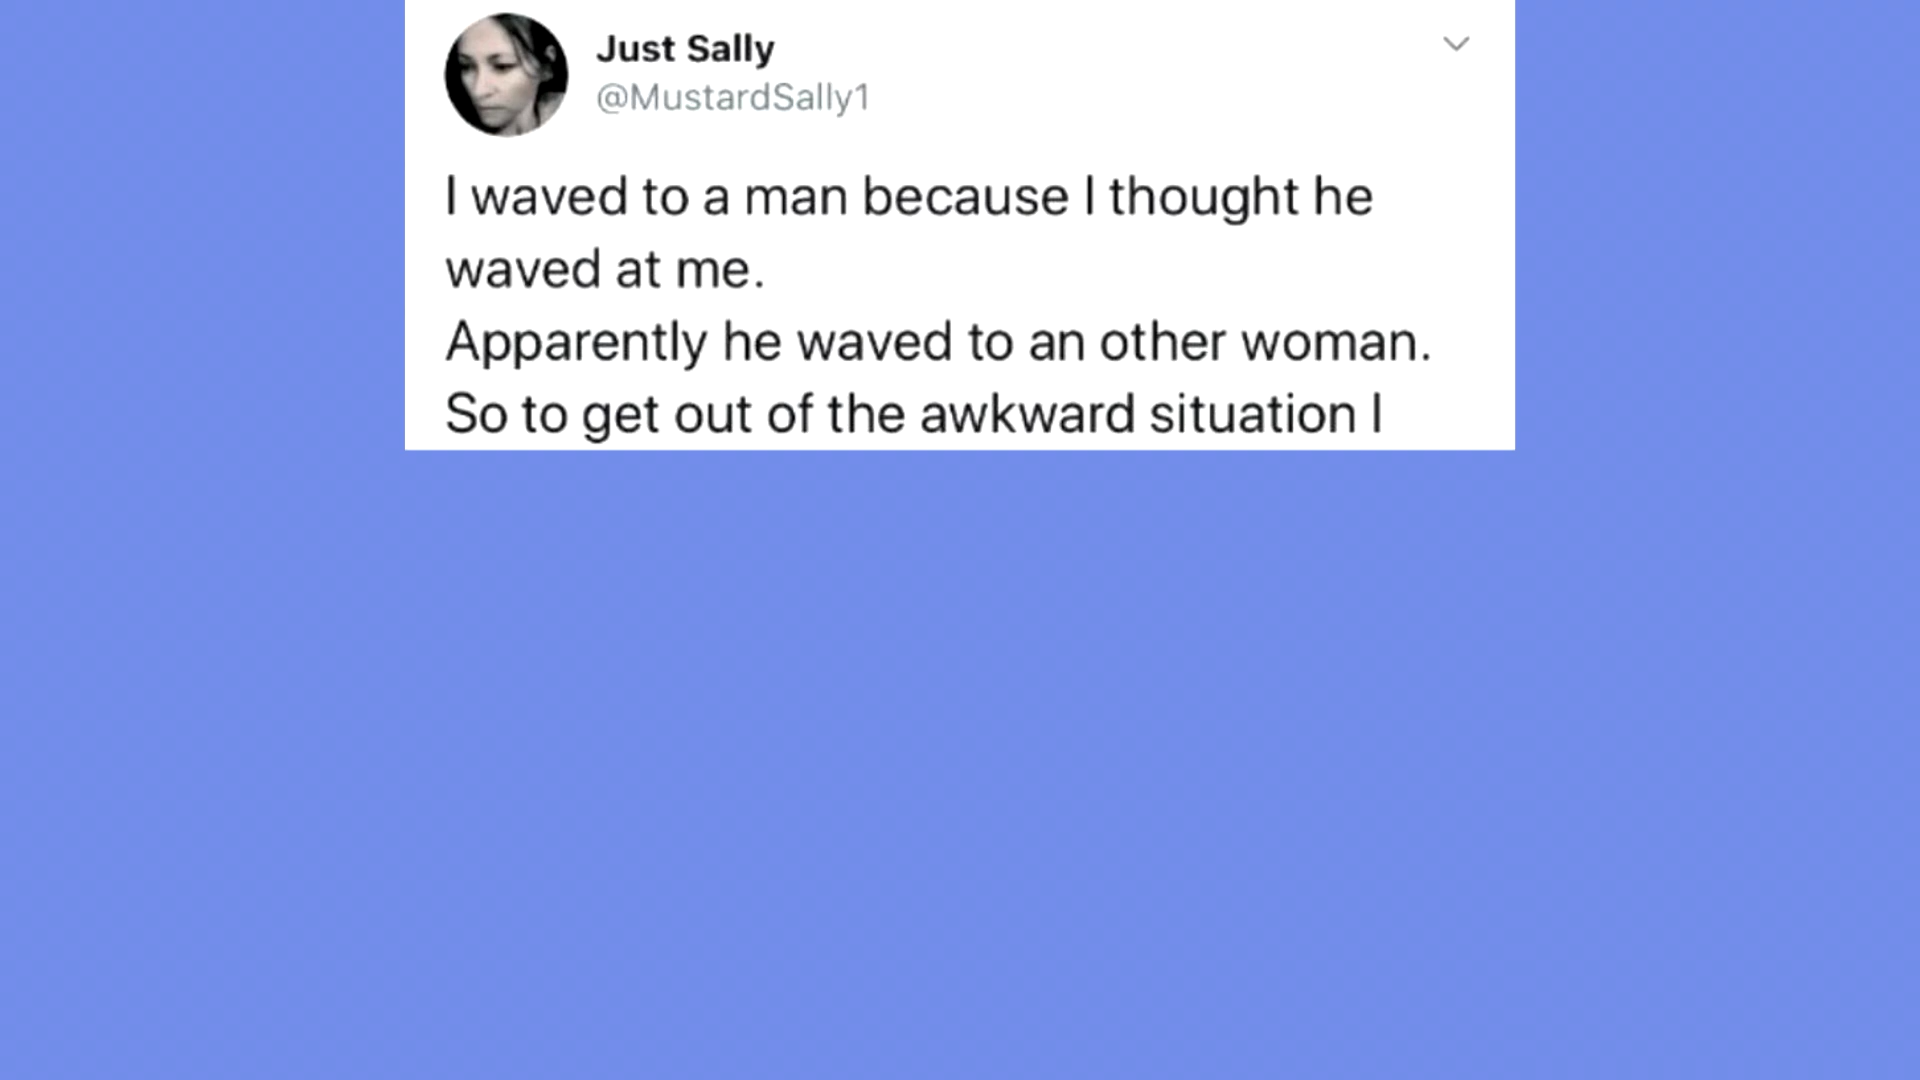 Just Sally
@MustardSally1
I waved to a man because I thought he
waved at me.
Apparently he waved to an other woman.
So to get out of the awkward situation I